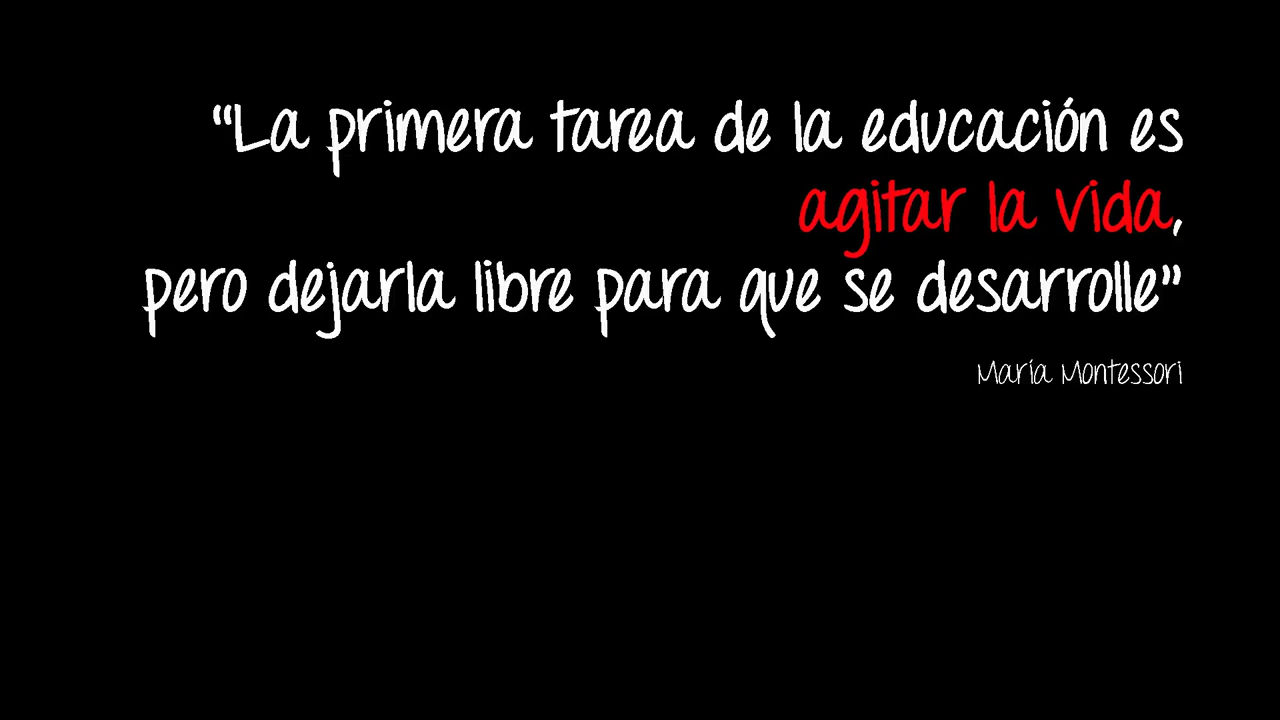 “La primera tarea de la educación es
agitar la vida,
pero dejarla libre para que se desarrolle”
María Montessori